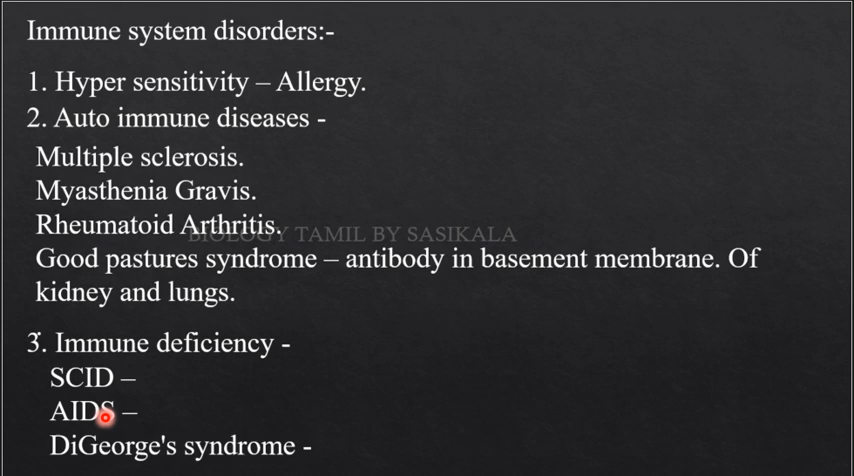 Immune system disorders:-
1. Hyper sensitivity – Allergy.
2. Auto immune diseases -
Multiple sclerosis.
Myasthenia Gravis.
Rheumatoid Arthritis.
BIOLOGY TAMIL BY SASIKALA
Good pastures syndrome – antibody in basement membrane. Of
kidney and lungs.
3. Immune deficiency -
SCID –
AIDS –
DiGeorge's syndrome -